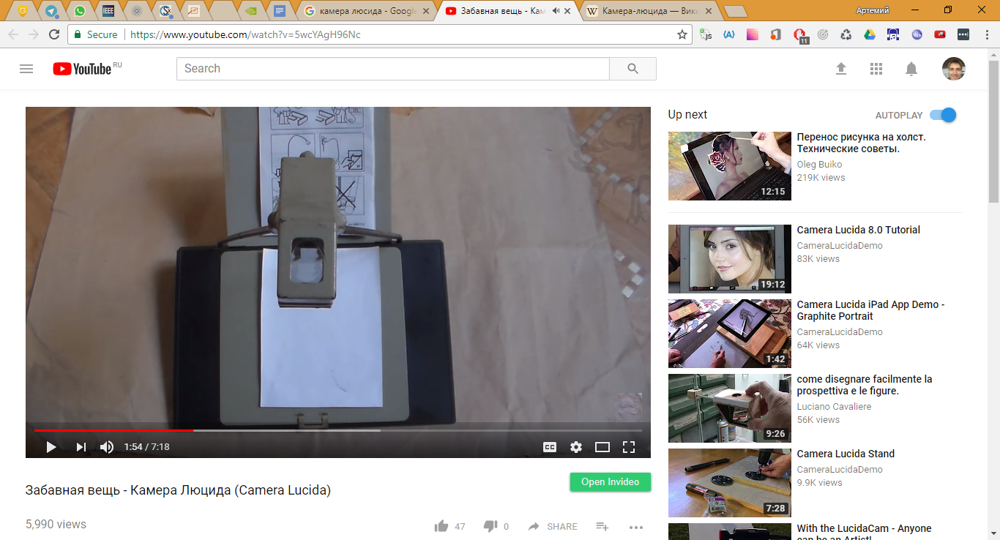 IEEE
камера люсида - Google
Забавная вещь - Кам
Камера-люцида — Вики
Артемий
Secure
https://www.youtube.com/watch?v=5wcYAgH96Nc
js
11
YouTube RU
Search
Up next
AUTOPLAY
Перенос рисунка на холст.
Технические советы.
Oleg Buiko
219K views
12:15
Camera Lucida 8.0 Tutorial
CameraLucidaDemo
83K views
19:12
Camera Lucida iPad App Demo -
Graphite Portrait
CameraLucidaDemo
64K views
1:42
come disegnare facilmente la
prospettiva e le figure.
Luciano Cavaliere
56K views
9:26
Camera Lucida Stand
CameraLucidaDemo
9.9K views
7:28
With the LucidaCam - Anyone
can be an Artist!
1:54 / 7:18
CC
Open Invideo
Забавная вещь - Камера Люцида (Camera Lucida)
5,990 views
47
0
SHARE